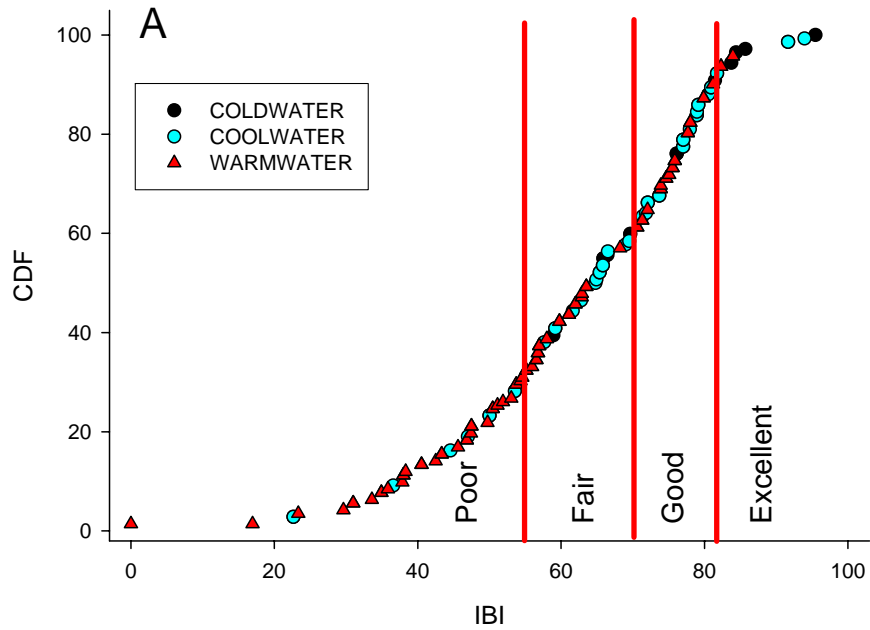 A
100
80
60
40
20
0
CDF
COLDWATER
COOLWATER
WARMWATER
Poor
Fair
Good
Excellent
0
20
40
60
80
100
IBI